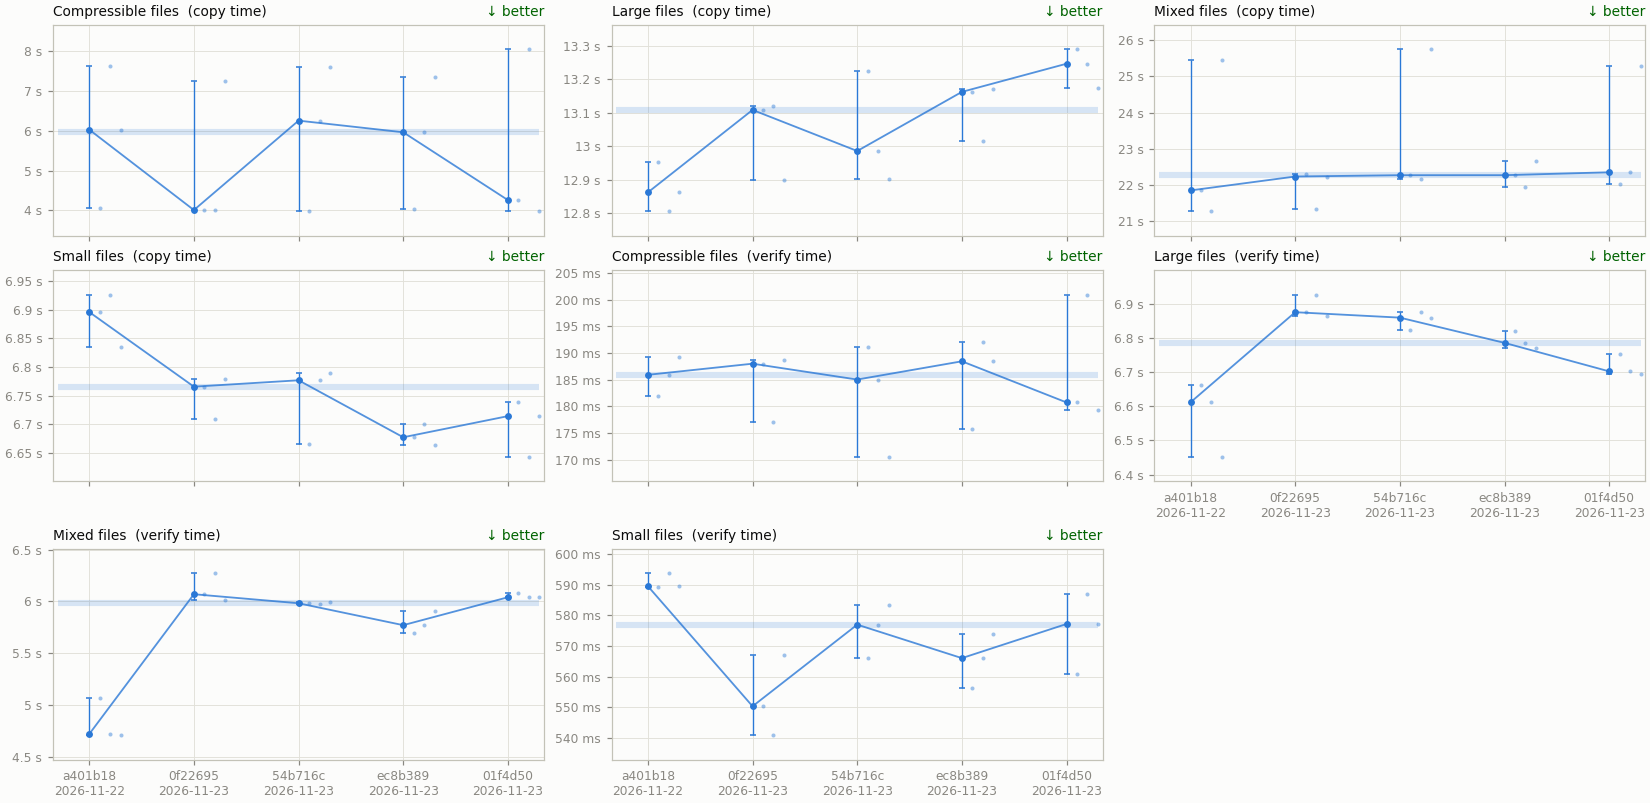 Compressible files (copy time) ↓ better
8 s
7 s
6 s
5 s
4 s
Large files (copy time) ↓ better
13.3 s
13.2 s
13.1 s
13 s
12.9 s
12.8 s
Mixed files (copy time) ↓ better
26 s
25 s
24 s
23 s
22 s
21 s
Small files (copy time) ↓ better
6.95 s
6.9 s
6.85 s
6.8 s
6.75 s
6.7 s
6.65 s
Compressible files (verify time) ↓ better
205 ms
200 ms
195 ms
190 ms
185 ms
180 ms
175 ms
170 ms
Large files (verify time) ↓ better
6.9 s
6.8 s
6.7 s
6.6 s
6.5 s
6.4 s
a401b18 0f22695 54b716c ec8b389 01f4d50
2026-11-22 2026-11-23 2026-11-23 2026-11-23 2026-11-23
Mixed files (verify time) ↓ better
6.5 s
6 s
5.5 s
5 s
4.5 s
a401b18 0f22695 54b716c ec8b389 01f4d50
2026-11-22 2026-11-23 2026-11-23 2026-11-23 2026-11-23
Small files (verify time) ↓ better
600 ms
590 ms
580 ms
570 ms
560 ms
550 ms
540 ms
a401b18 0f22695 54b716c ec8b389 01f4d50
2026-11-22 2026-11-23 2026-11-23 2026-11-23 2026-11-23